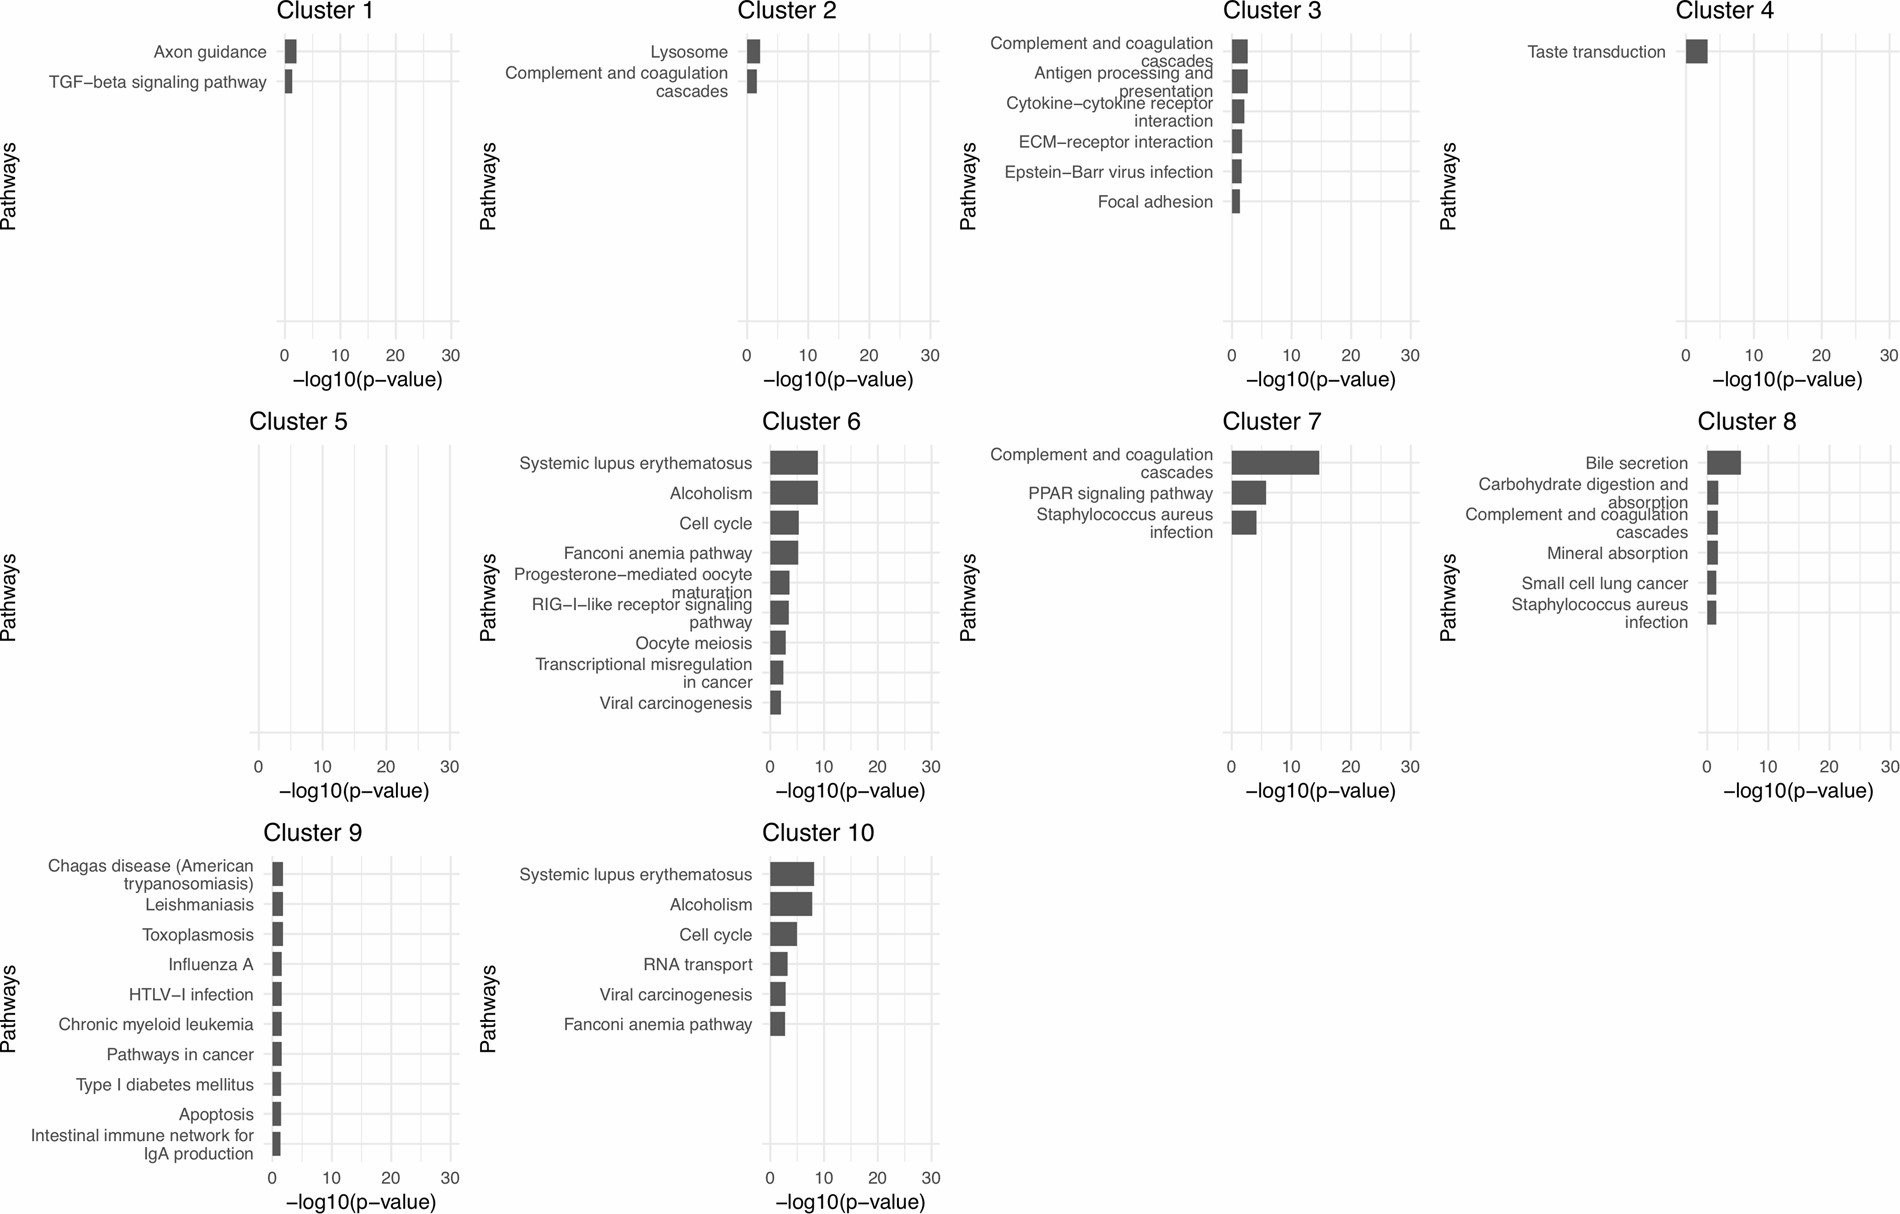 Cluster 1
Axon guidance
TGF−beta signaling pathway
Pathways
0 10 20 30
−log10(p−value)
Cluster 2
Lysosome
Complement and coagulation
cascades
Pathways
0 10 20 30
−log10(p−value)
Cluster 3
Complement and coagulation
cascades
Antigen processing and
presentation
Cytokine−cytokine receptor
interaction
ECM−receptor interaction
Epstein−Barr virus infection
Focal adhesion
Pathways
0 10 20 30
−log10(p−value)
Cluster 4
Taste transduction
Pathways
0 10 20 30
−log10(p−value)
Cluster 5
Pathways
0 10 20 30
−log10(p−value)
Cluster 6
Systemic lupus erythematosus
Alcoholism
Cell cycle
Fanconi anemia pathway
Progesterone−mediated oocyte
maturation
RIG−I−like receptor signaling
pathway
Oocyte meiosis
Transcriptional misregulation
in cancer
Viral carcinogenesis
Pathways
0 10 20 30
−log10(p−value)
Cluster 7
Complement and coagulation
cascades
PPAR signaling pathway
Staphylococcus aureus
infection
Pathways
0 10 20 30
−log10(p−value)
Cluster 8
Bile secretion
Carbohydrate digestion and
absorption
Complement and coagulation
cascades
Mineral absorption
Small cell lung cancer
Staphylococcus aureus
infection
Pathways
0 10 20 30
−log10(p−value)
Cluster 9
Chagas disease (American
trypanosomiasis)
Leishmaniasis
Toxoplasmosis
Influenza A
HTLV−I infection
Chronic myeloid leukemia
Pathways in cancer
Type I diabetes mellitus
Apoptosis
Intestinal immune network for
IgA production
Pathways
0 10 20 30
−log10(p−value)
Cluster 10
Systemic lupus erythematosus
Alcoholism
Cell cycle
RNA transport
Viral carcinogenesis
Fanconi anemia pathway
Pathways
0 10 20 30
−log10(p−value)